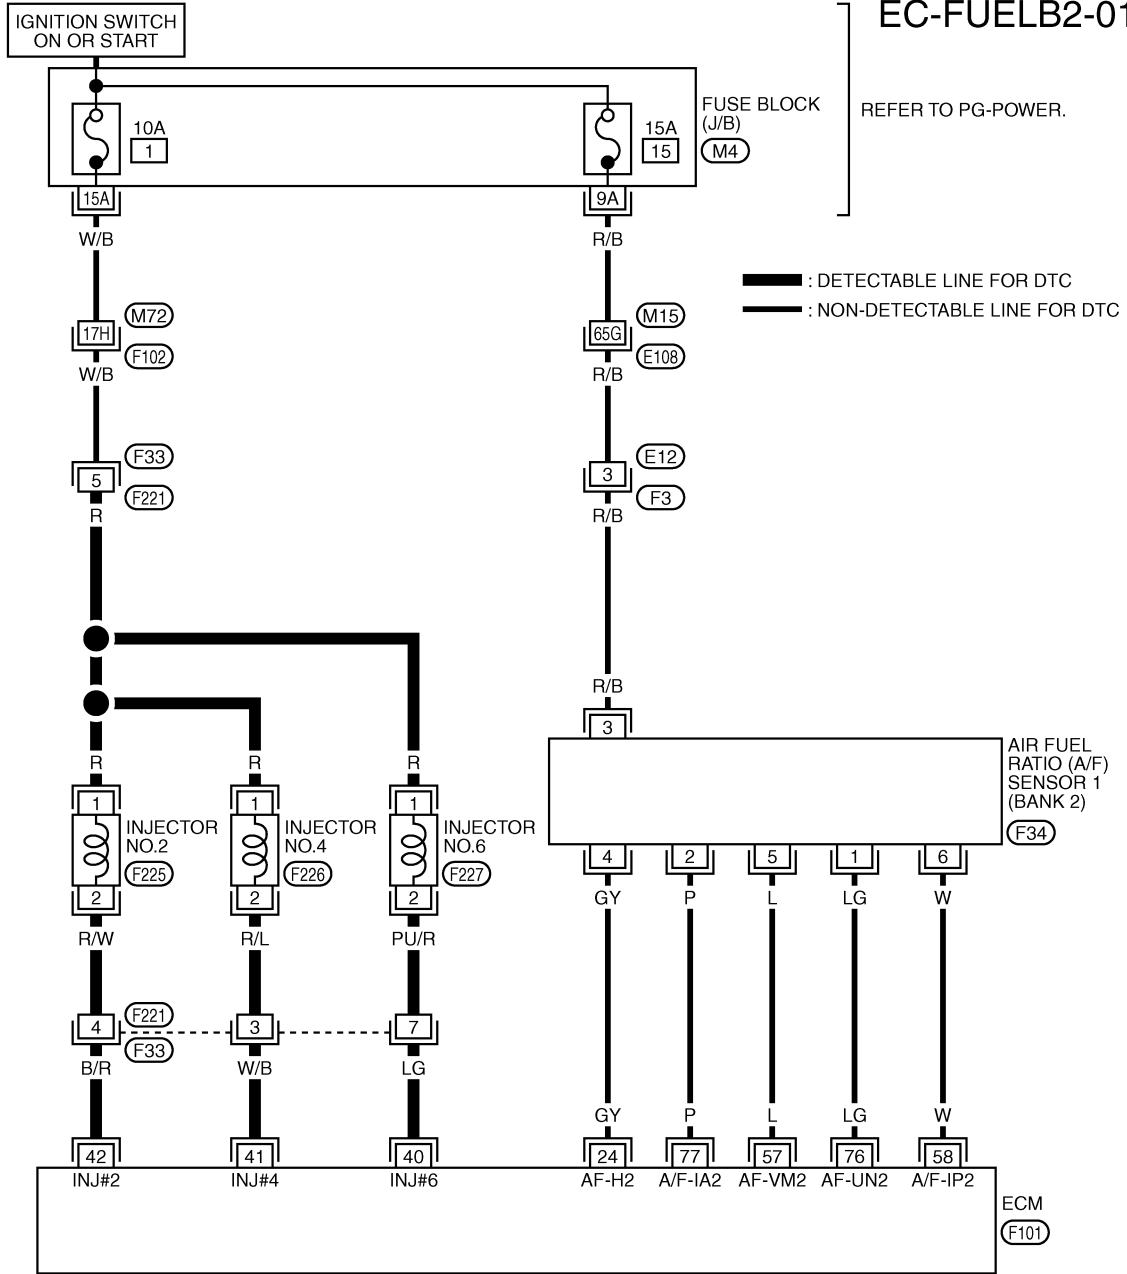 EC-FUELB2-01
IGNITION SWITCH
ON OR START
10A
1
15A
15
FUSE BLOCK
(J/B)
M4
REFER TO PG-POWER.
15A
9A
W/B
R/B
: DETECTABLE LINE FOR DTC
: NON-DETECTABLE LINE FOR DTC
17H
M72
F102
65G
M15
E108
W/B
R/B
5
F33
F221
3
E12
F3
R
R/B
R/B
3
AIR FUEL
RATIO (A/F)
SENSOR 1
(BANK 2)
F34
R
R
R
1
1
1
INJECTOR
NO.2
F225
INJECTOR
NO.4
F226
INJECTOR
NO.6
F227
2
2
2
4
2
5
1
6
GY
P
L
LG
W
R/W
R/L
PU/R
4
F221
F33
3
7
B/R
W/B
LG
GY
P
L
LG
W
42
41
40
24
77
57
76
58
INJ#2
INJ#4
INJ#6
AF-H2
A/F-IA2
AF-VM2
AF-UN2
A/F-IP2
ECM
F101